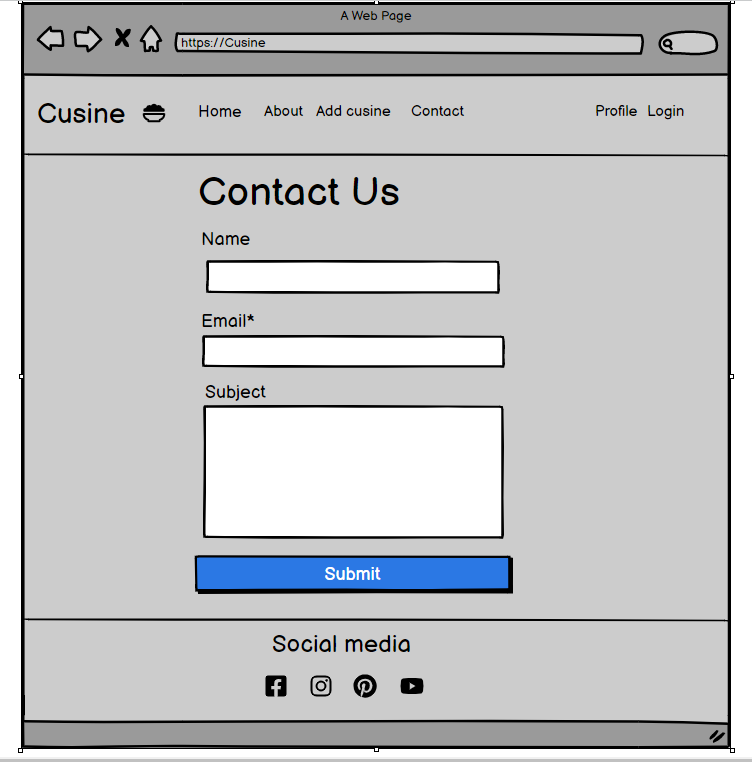 A Web Page
https://Cusine
Cusine Home About Add cusine Contact Profile Login
Contact Us
Name
Email*
Subject
Submit
Social media